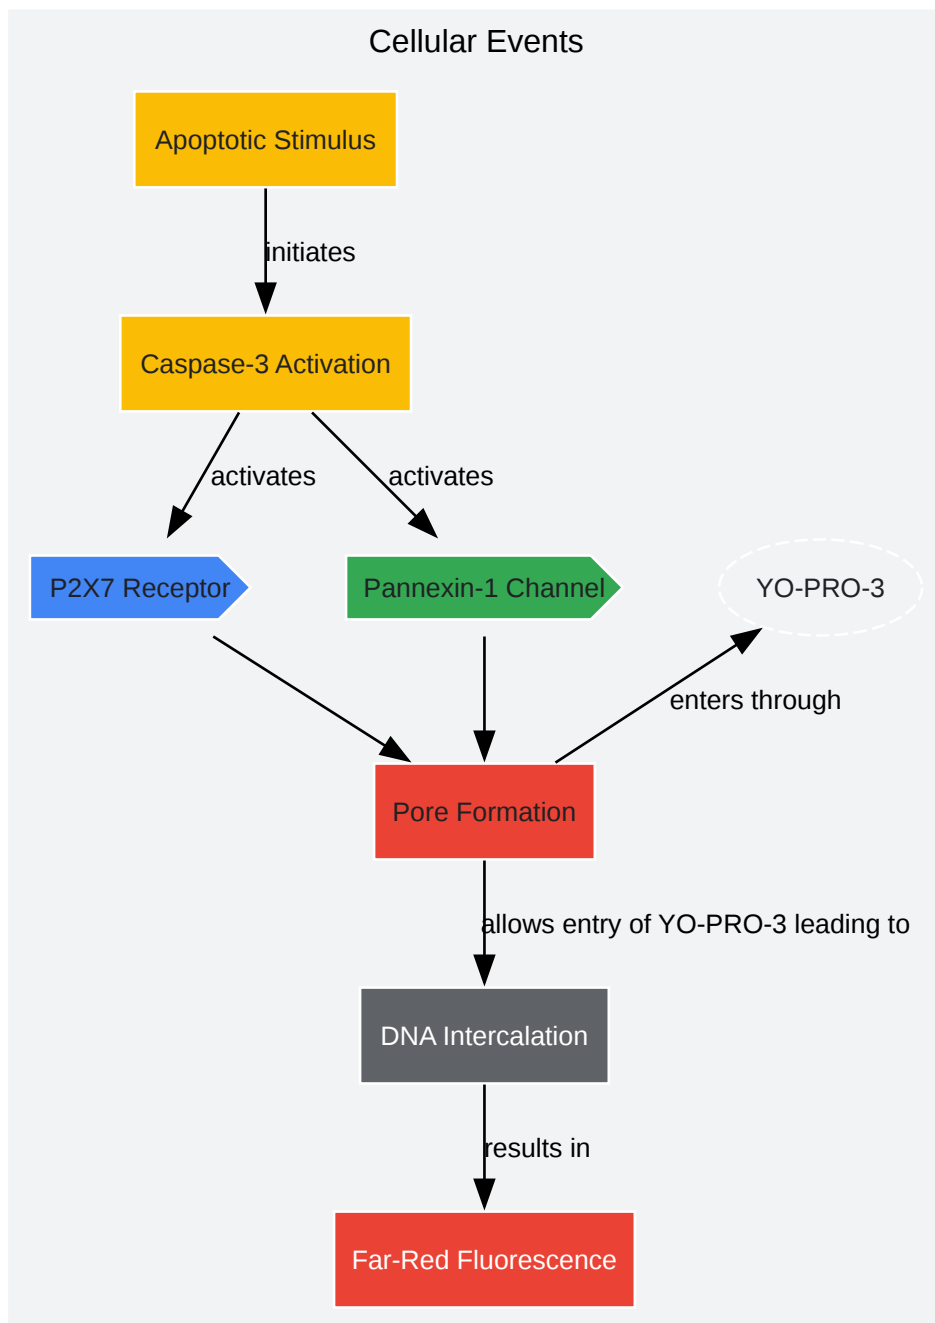 Cellular Events
Apoptotic Stimulus
initiates
Caspase-3 Activation
activates
activates
P2X7 Receptor
Pannexin-1 Channel
YO-PRO-3
enters through
Pore Formation
allows entry of YO-PRO-3 leading to
DNA Intercalation
results in
Far-Red Fluorescence